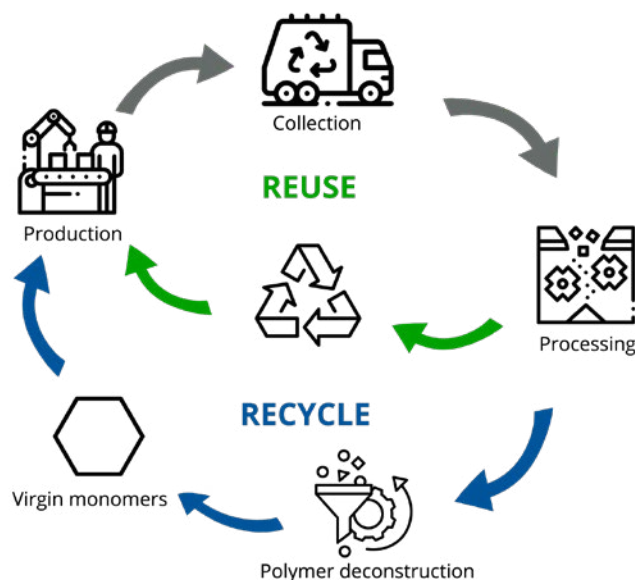 Collection
REUSE
Production
Processing
RECYCLE
Virgin monomers
Polymer deconstruction